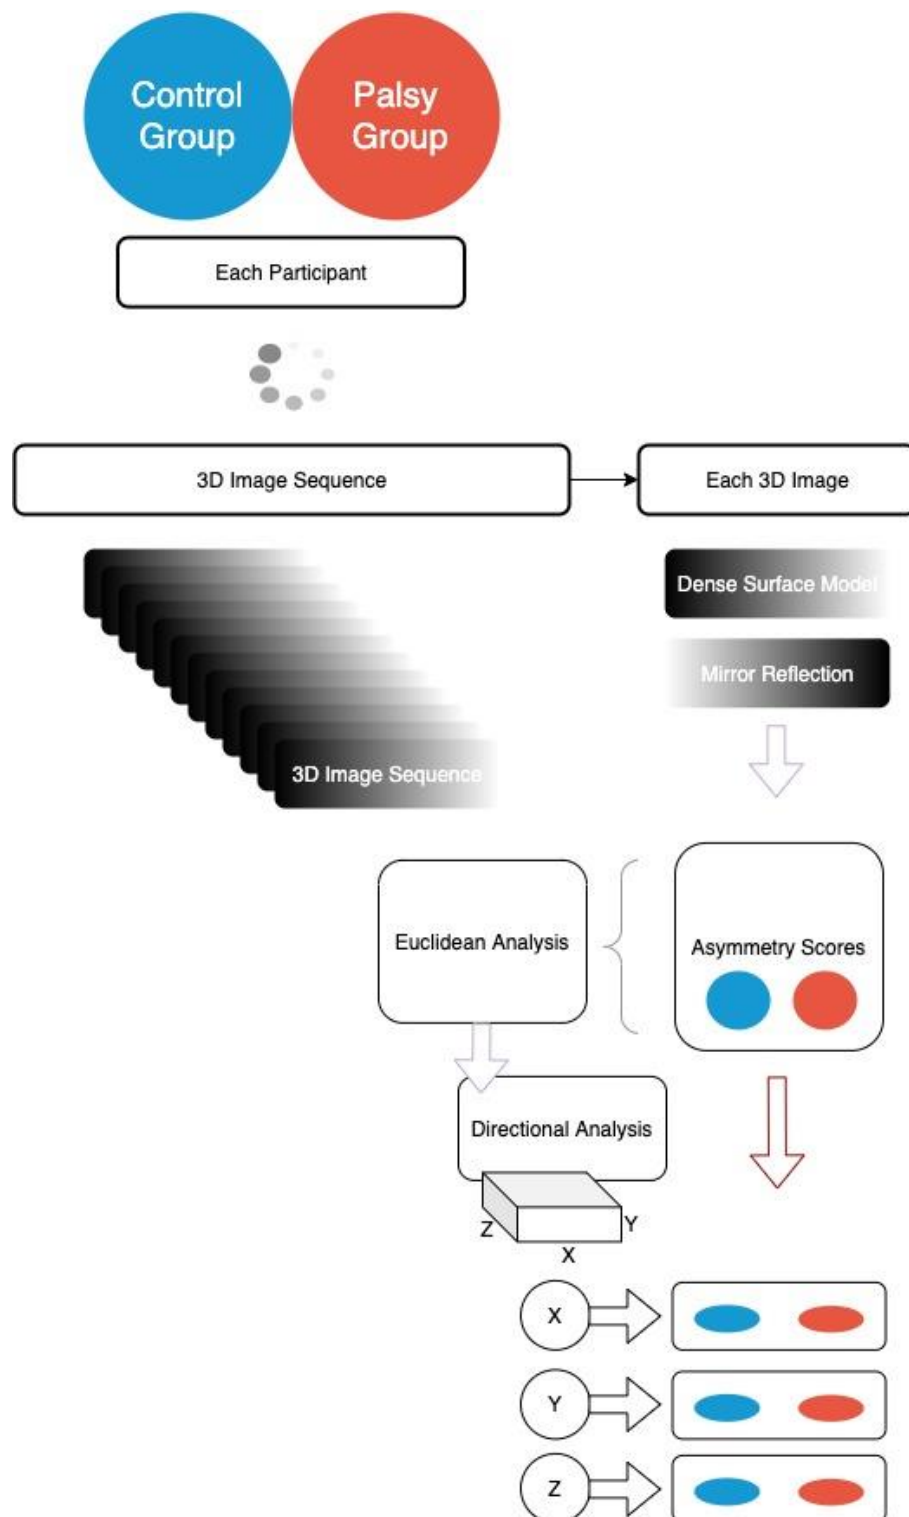 Control
Group
Palsy
Group
Each Participant
3D Image Sequence
Each 3D Image
Dense Surface Model
Mirror Reflection
3D Image Sequence
Euclidean Analysis
Asymmetry Scores
Directional Analysis
Z
Y
X
X
Y
Z